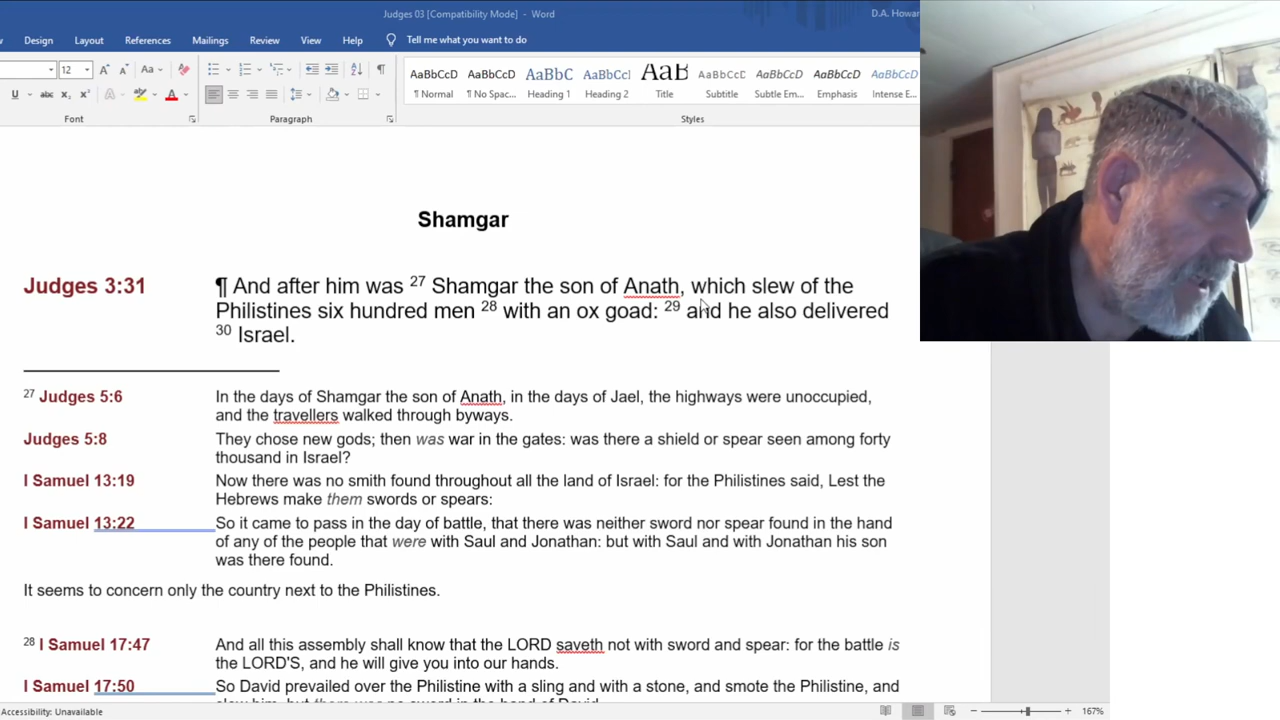 Judges 03 [Compatibility Mode] - Word
D.A. Howar
Design Layout References Mailings Review View Help Tell me what you want to do
12 Aa
AaBbCcD AaBbCcD AaBbC AaBbCcl AaB AaBbCcD AaBbCcD AaBbCcD AaBbCcD
¶ Normal ¶ No Spac... Heading 1 Heading 2 Title Subtitle Subtle Em... Emphasis Intense E...
Font Paragraph Styles
Shamgar
Judges 3:31 ¶ And after him was 27 Shamgar the son of Anath, which slew of the
Philistines six hundred men 28 with an ox goad: 29 and he also delivered
30 Israel.
27 Judges 5:6 In the days of Shamgar the son of Anath, in the days of Jael, the highways were unoccupied,
and the travellers walked through byways.
Judges 5:8 They chose new gods; then was war in the gates: was there a shield or spear seen among forty
thousand in Israel?
I Samuel 13:19 Now there was no smith found throughout all the land of Israel: for the Philistines said, Lest the
Hebrews make them swords or spears:
I Samuel 13:22 So it came to pass in the day of battle, that there was neither sword nor spear found in the hand
of any of the people that were with Saul and Jonathan: but with Saul and with Jonathan his son
was there found.
It seems to concern only the country next to the Philistines.
28 I Samuel 17:47 And all this assembly shall know that the LORD saveth not with sword and spear: for the battle is
the LORD'S, and he will give you into our hands.
I Samuel 17:50 So David prevailed over the Philistine with a sling and with a stone, and smote the Philistine, and
slew him; but there was no sword in the hand of David.
Accessibility: Unavailable
167%